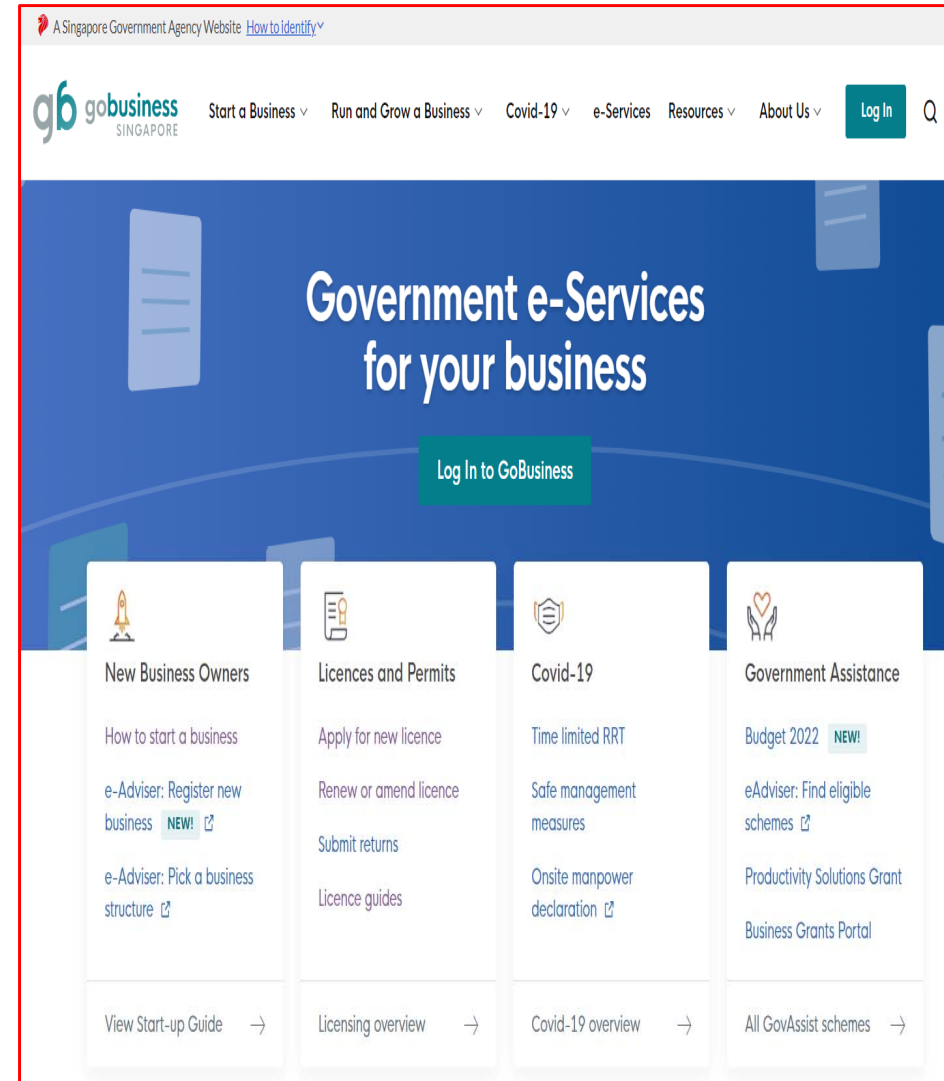 A Singapore Government Agency Website How to identify
gobusiness
SINGAPORE
Start a Business
Run and Grow a Business
Covid-19
e-Services
Resources
About Us
Log In
Government e-Services
for your business
Log In to GoBusiness
New Business Owners
How to start a business
e-Adviser: Register new
business NEW!
e-Adviser: Pick a business
structure
View Start-up Guide
Licences and Permits
Apply for new licence
Renew or amend licence
Submit returns
Licence guides
Licensing overview
Covid-19
Time limited RRT
Safe management
measures
Onsite manpower
declaration
Covid-19 overview
Government Assistance
Budget 2022 NEW!
eAdviser: Find eligible
schemes
Productivity Solutions Grant
Business Grants Portal
All GovAssist schemes